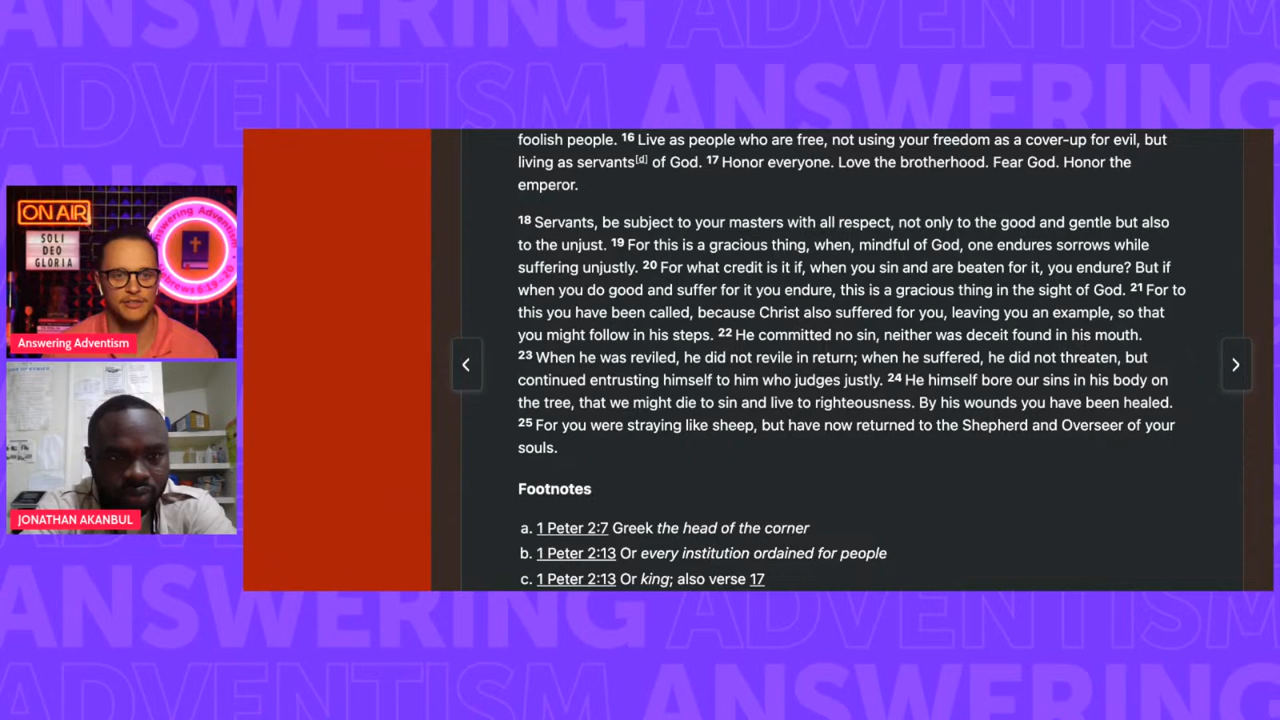 ANSWERING ADVENTISM
ADVENTISM ANSWERING
foolish people. 16 Live as people who are free, not using your freedom as a cover-up for evil, but
living as servants[d] of God. 17 Honor everyone. Love the brotherhood. Fear God. Honor the
emperor.
18 Servants, be subject to your masters with all respect, not only to the good and gentle but also
to the unjust. 19 For this is a gracious thing, when, mindful of God, one endures sorrows while
suffering unjustly. 20 For what credit is it if, when you sin and are beaten for it, you endure? But if
when you do good and suffer for it you endure, this is a gracious thing in the sight of God. 21 For to
this you have been called, because Christ also suffered for you, leaving you an example, so that
you might follow in his steps. 22 He committed no sin, neither was deceit found in his mouth.
23 When he was reviled, he did not revile in return; when he suffered, he did not threaten, but
continued entrusting himself to him who judges justly. 24 He himself bore our sins in his body on
the tree, that we might die to sin and live to righteousness. By his wounds you have been healed.
25 For you were straying like sheep, but have now returned to the Shepherd and Overseer of your
souls.
Footnotes
a. 1 Peter 2:7 Greek the head of the corner
b. 1 Peter 2:13 Or every institution ordained for people
c. 1 Peter 2:13 Or king; also verse 17
ON AIR
SOLI
DEO
GLORIA
Answering Adventism
Hebrews 6:19-20
Answering Adventism
JONATHAN AKANBUL
ANSWERING ADVENTISM
ADVENTISM ANSWERING